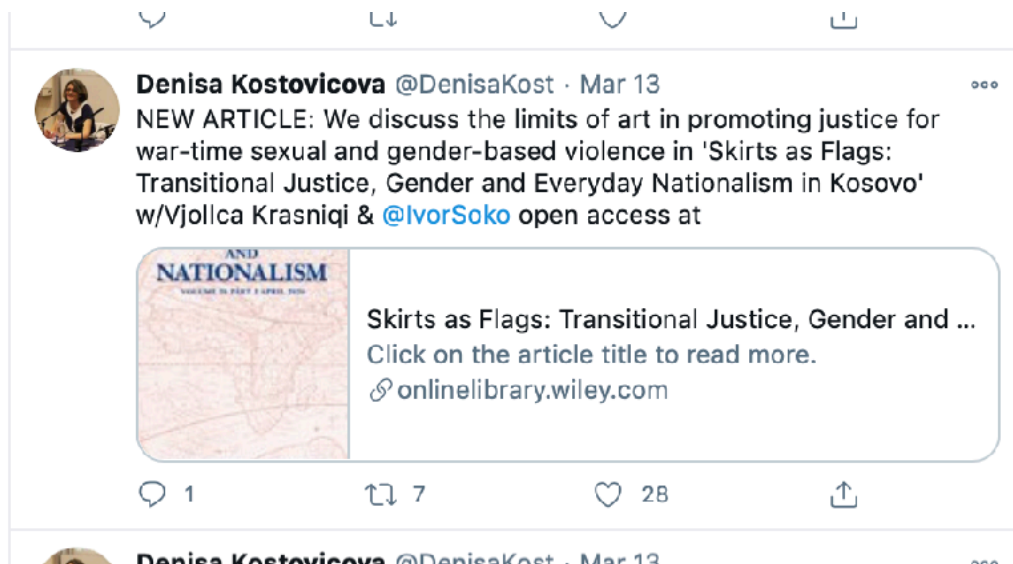 Denisa Kostovicova @DenisaKost · Mar 13
NEW ARTICLE: We discuss the limits of art in promoting justice for
war-time sexual and gender-based violence in 'Skirts as Flags:
Transitional Justice, Gender and Everyday Nationalism in Kosovo'
w/Vjollca Krasniqi & @IvorSoko open access at
AND
NATIONALISM
Skirts as Flags: Transitional Justice, Gender and ...
Click on the article title to read more.
onlinelibrary.wiley.com
1 7 28
Denisa Kostovicova @DenisaKost · Mar 13